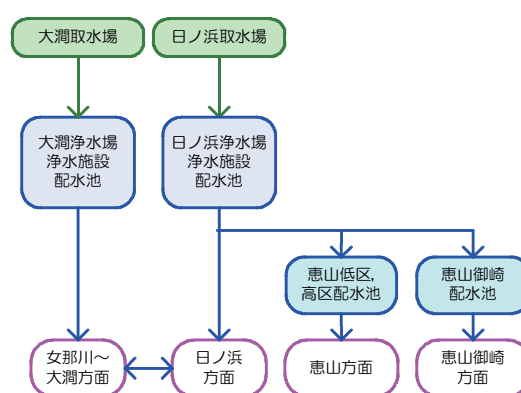 大澗取水場
日ノ浜取水場
大澗浄水場
浄水施設
配水池
日ノ浜浄水場
浄水施設
配水池
恵山低区,
高区配水池
恵山御崎
配水池
女那川～
大澗方面
日ノ浜
方面
恵山方面
恵山御崎
方面